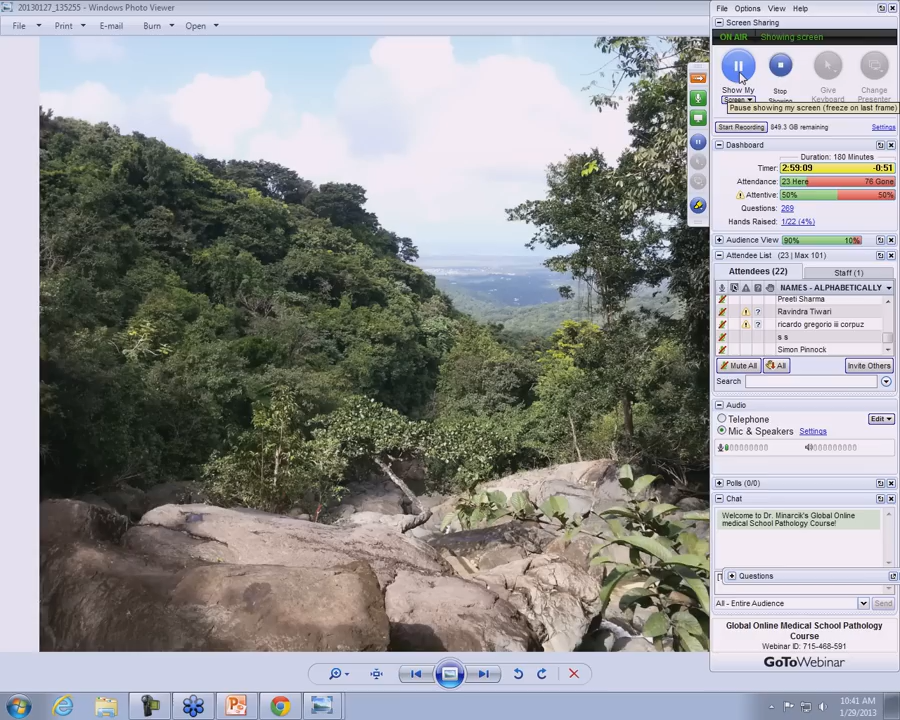 20130127_135255 - Windows Photo Viewer
File Print E-mail Burn Open
File Options View Help
Screen Sharing
ON AIR Showing screen
Show My
Screen
Stop
Showing
Give
Keyboard
Change
Presenter
Pause showing my screen (freeze on last frame)
Start Recording 849.3 GB remaining Settings
Dashboard
Duration: 180 Minutes
Timer: 2:59:09 -0:51
Attendance: 23 Here 76 Gone
Attentive: 50% 50%
Questions: 269
Hands Raised: 1/22 (4%)
Audience View 90% 10%
Attendee List (23 | Max 101)
Attendees (22) Staff (1)
NAMES - ALPHABETICALLY
Preeti Sharma
Ravindra Tiwari
ricardo gregorio iii corpuz
s s
Simon Pinnock
Mute All All Invite Others
Search
Audio
Telephone Edit
Mic & Speakers Settings
Polls (0/0)
Chat
Welcome to Dr. Minarcik's Global Online
medical School Pathology Course!
Questions
All - Entire Audience Send
Global Online Medical School Pathology
Course
Webinar ID: 715-468-591
GoToWebinar
10:41 AM
1/29/2013